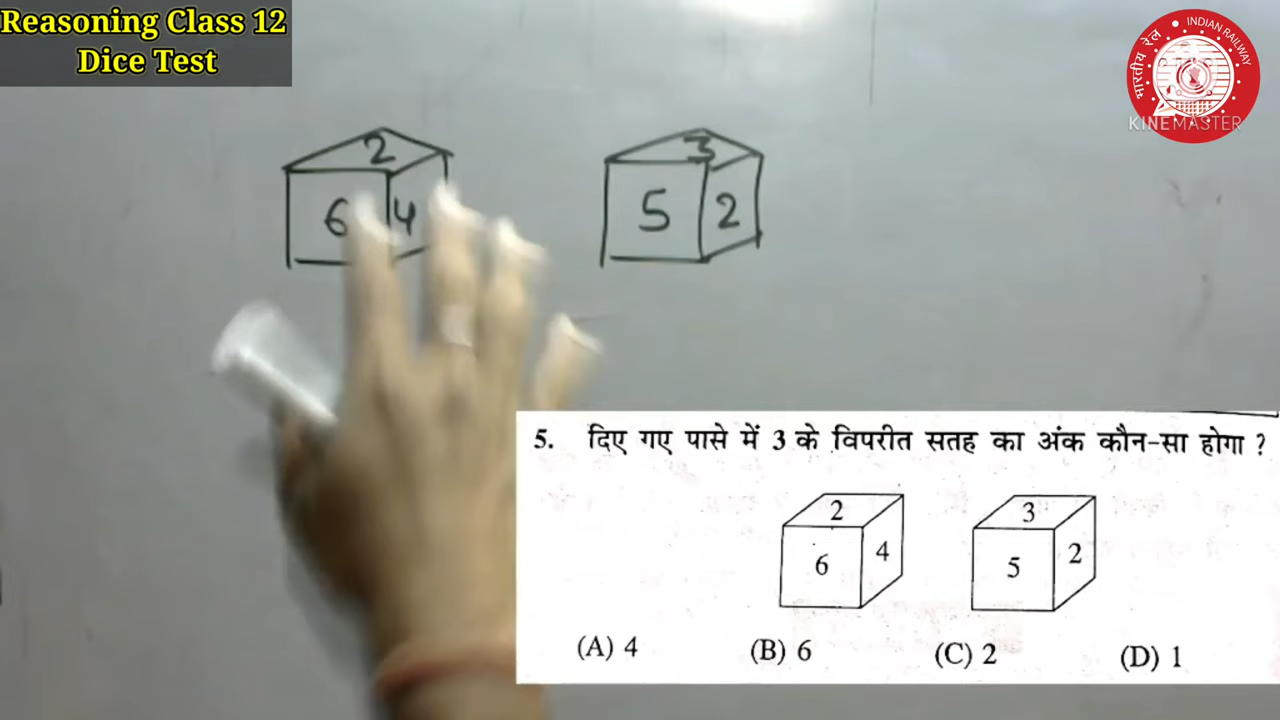 Reasoning Class 12
Dice Test
भारतीय रेल • INDIAN RAILWAY
KINEMASTER
2
6 4
3
5 2
5. दिए गए पासे में 3 के विपरीत सतह का अंक कौन-सा होगा ?
2
6 4
3
5 2
(A) 4 (B) 6 (C) 2 (D) 1